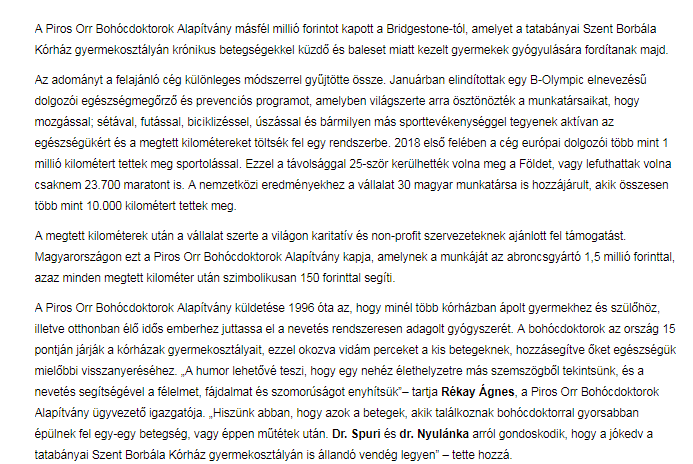 A Piros Orr Bohócdoktorok Alapítvány másfél millió forintot kapott a Bridgestone-tól, amelyet a tatabányai Szent Borbála
Kórház gyermekosztályán krónikus betegségekkel küzdő és baleset miatt kezelt gyermekek gyógyulására fordítanak majd.
Az adományt a felajánló cég különleges módszerrel gyűjtötte össze. Januárban elindítottak egy B-Olympic elnevezésű
dolgozói egészségmegőrző és prevenciós programot, amelyben világszerte arra ösztönözték a munkatársaikat, hogy
mozgással; sétával, futással, biciklizéssel, úszással és bármilyen más sporttevékenységgel tegyenek aktívan az
egészségükért és a megtett kilométereket töltsék fel egy rendszerbe. 2018 első felében a cég európai dolgozói több mint 1
millió kilométert tettek meg sportolással. Ezzel a távolsággal 25-ször kerülhették volna meg a Földet, vagy lefuthattak volna
csaknem 23.700 maratont is. A nemzetközi eredményekhez a vállalat 30 magyar munkatársa is hozzájárult, akik összesen
több mint 10.000 kilométert tettek meg.
A megtett kilométerek után a vállalat szerte a világon karitatív és non-profit szervezeteknek ajánlott fel támogatást.
Magyarországon ezt a Piros Orr Bohócdoktorok Alapítvány kapja, amelynek a munkáját az abroncsgyártó 1,5 millió forinttal,
azaz minden megtett kilométer után szimbolikusan 150 forinttal segíti.
A Piros Orr Bohócdoktorok Alapítvány küldetése 1996 óta az, hogy minél több kórházban ápolt gyermekhez és szülőhöz,
illetve otthonban élő idős emberhez juttassa el a nevetés rendszeresen adagolt gyógyszerét. A bohócdoktorok az ország 15
pontján járják a kórházak gyermekosztályait, ezzel okozva vidám perceket a kis betegeknek, hozzásegítve őket egészségük
mielőbbi visszanyeréséhez. „A humor lehetővé teszi, hogy egy nehéz élethelyzetre más szemszögből tekintsünk, és a
nevetés segítségével a félelmet, fájdalmat és szomorúságot enyhítsük”– tartja Rékay Ágnes, a Piros Orr Bohócdoktorok
Alapítvány ügyvezető igazgatója. „Hiszünk abban, hogy azok a betegek, akik találkoznak bohócdoktorral gyorsabban
épülnek fel egy-egy betegség, vagy éppen műtétek után. Dr. Spuri és dr. Nyulánka arról gondoskodik, hogy a jókedv a
tatabányai Szent Borbála Kórház gyermekosztályán is állandó vendég legyen” – tette hozzá.